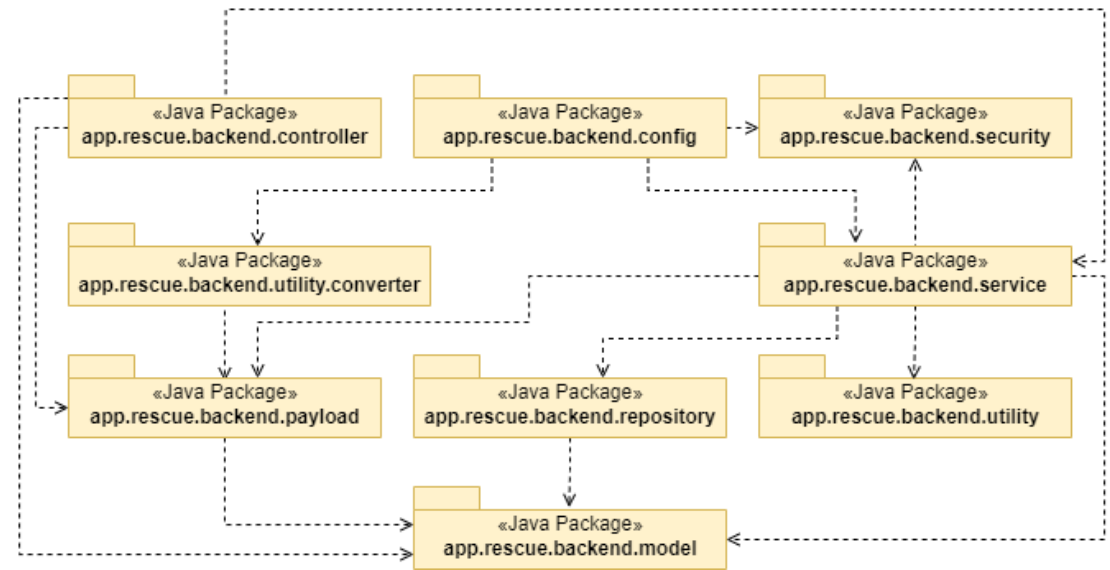 «Java Package»
app.rescue.backend.controller
«Java Package»
app.rescue.backend.config
«Java Package»
app.rescue.backend.security
«Java Package»
app.rescue.backend.utility.converter
«Java Package»
app.rescue.backend.service
«Java Package»
app.rescue.backend.payload
«Java Package»
app.rescue.backend.repository
«Java Package»
app.rescue.backend.utility
«Java Package»
app.rescue.backend.model